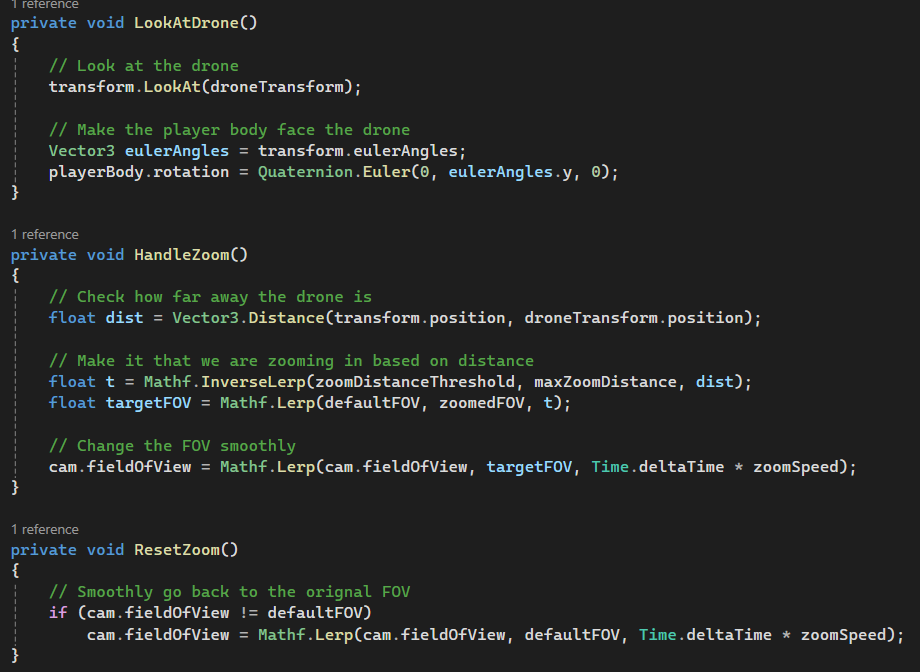 1 reference
private void LookAtDrone()
{
// Look at the drone
transform.LookAt(droneTransform);
// Make the player body face the drone
Vector3 eulerAngles = transform.eulerAngles;
playerBody.rotation = Quaternion.Euler(0, eulerAngles.y, 0);
}
1 reference
private void HandleZoom()
{
// Check how far away the drone is
float dist = Vector3.Distance(transform.position, droneTransform.position);
// Make it that we are zooming in based on distance
float t = Mathf.InverseLerp(zoomDistanceThreshold, maxZoomDistance, dist);
float targetFOV = Mathf.Lerp(defaultFOV, zoomedFOV, t);
// Change the FOV smoothly
cam.fieldOfView = Mathf.Lerp(cam.fieldOfView, targetFOV, Time.deltaTime * zoomSpeed);
}
1 reference
private void ResetZoom()
{
// Smoothly go back to the orignal FOV
if (cam.fieldOfView != defaultFOV)
cam.fieldOfView = Mathf.Lerp(cam.fieldOfView, defaultFOV, Time.deltaTime * zoomSpeed);
}